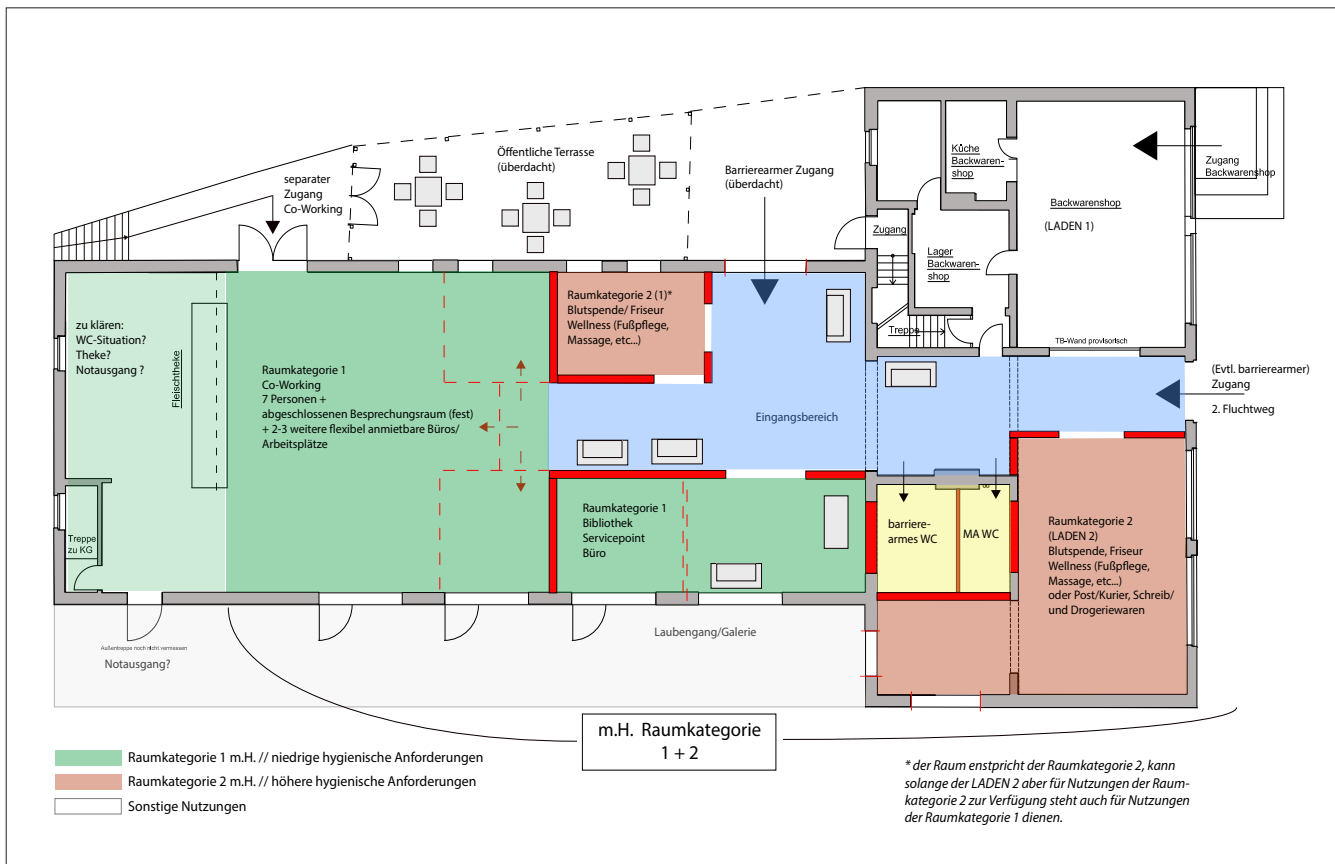 separater
Zugang
Co-Working
Öffentliche Terrasse
(überdacht)
Barrierearmer Zugang
(überdacht)
Küche
Backwaren-
shop
Zugang
Backwarenshop
Backwarenshop
(LADEN 1)
Zugang
Lager
Backwaren-
shop
Treppe
TB-Wand provisorisch
zu klären:
WC-Situation?
Theke?
Notausgang ?
Fleischtheke
Raumkategorie 1
Co-Working
7 Personen +
abgeschlossenen Besprechungsraum (fest)
+ 2-3 weitere flexibel anmietbare Büros/
Arbeitsplätze
Raumkategorie 2 (1)*
Blutspende/ Friseur
Wellness (Fußpflege,
Massage, etc...)
Eingangsbereich
(Evtl. barrierearmer)
Zugang
2. Fluchtweg
Treppe
zu KG
Raumkategorie 1
Bibliothek
Servicepoint
Büro
barriere-
armes WC
MA WC
Raumkategorie 2
(LADEN 2)
Blutspende, Friseur
Wellness (Fußpflege,
Massage, etc...)
oder Post/Kurier, Schreib/
und Drogeriewaren
Außentreppe noch nicht vermessen
Notausgang?
Laubengang/Galerie
m.H. Raumkategorie
1 + 2
Raumkategorie 1 m.H. // niedrige hygienische Anforderungen
Raumkategorie 2 m.H. // höhere hygienische Anforderungen
Sonstige Nutzungen
* der Raum enstpricht der Raumkategorie 2, kann
solange der LADEN 2 aber für Nutzungen der Raum-
kategorie 2 zur Verfügung steht auch für Nutzungen
der Raumkategorie 1 dienen.